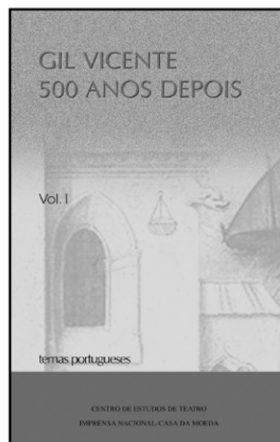 GIL VICENTE
500 ANOS DEPOIS
Vol. I
temas portugueses
CENTRO DE ESTUDOS DE TEATRO
IMPRENSA NACIONAL-CASA DA MOEDA